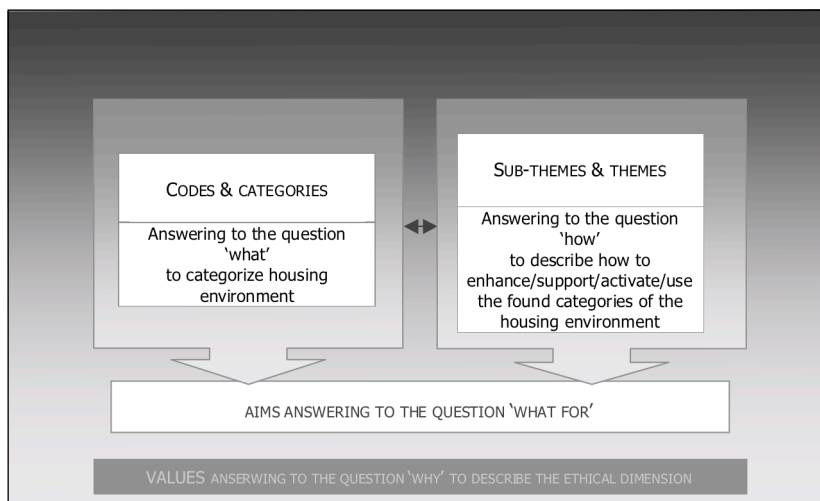 CODES & CATEGORIES
Answering to the question
‘what’
to categorize housing
environment
SUB-THEMES & THEMES
Answering to the question
‘how’
to describe how to
enhance/support/activate/use
the found categories of the
housing environment
AIMS ANSWERING TO THE QUESTION ‘WHAT FOR’
VALUES ANSERWING TO THE QUESTION ‘WHY’ TO DESCRIBE THE ETHICAL DIMENSION